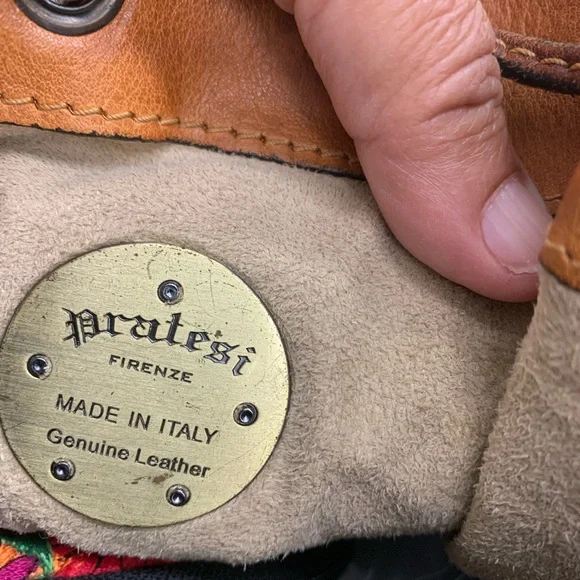 pratesi
FIRENZE
MADE IN ITALY
Genuine Leather